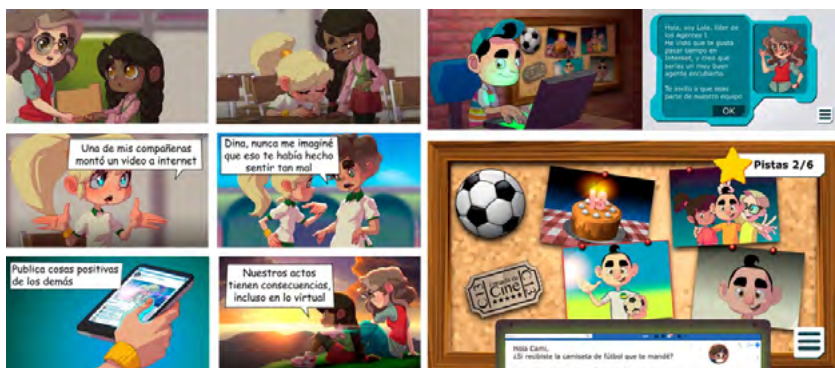 Hola, soy Lola, líder de
los Agentes I
He visto que te gusta
pasar tiempo en
Internet, y creo que
serías un muy buen
agente encubierto.
Te invito a que seas
parte de nuestro equipo
OK
Una de mis compañeras
montó un video a internet
Dina, nunca me imaginé
que eso te había hecho
sentir tan mal
Pistas 2/6
Publica cosas positivas
de los demás
Nuestros actos
tienen consecuencias,
incluso en lo virtual
Cine
Hola Cami,
¿Si recibiste la camiseta de fútbol que te mandé?